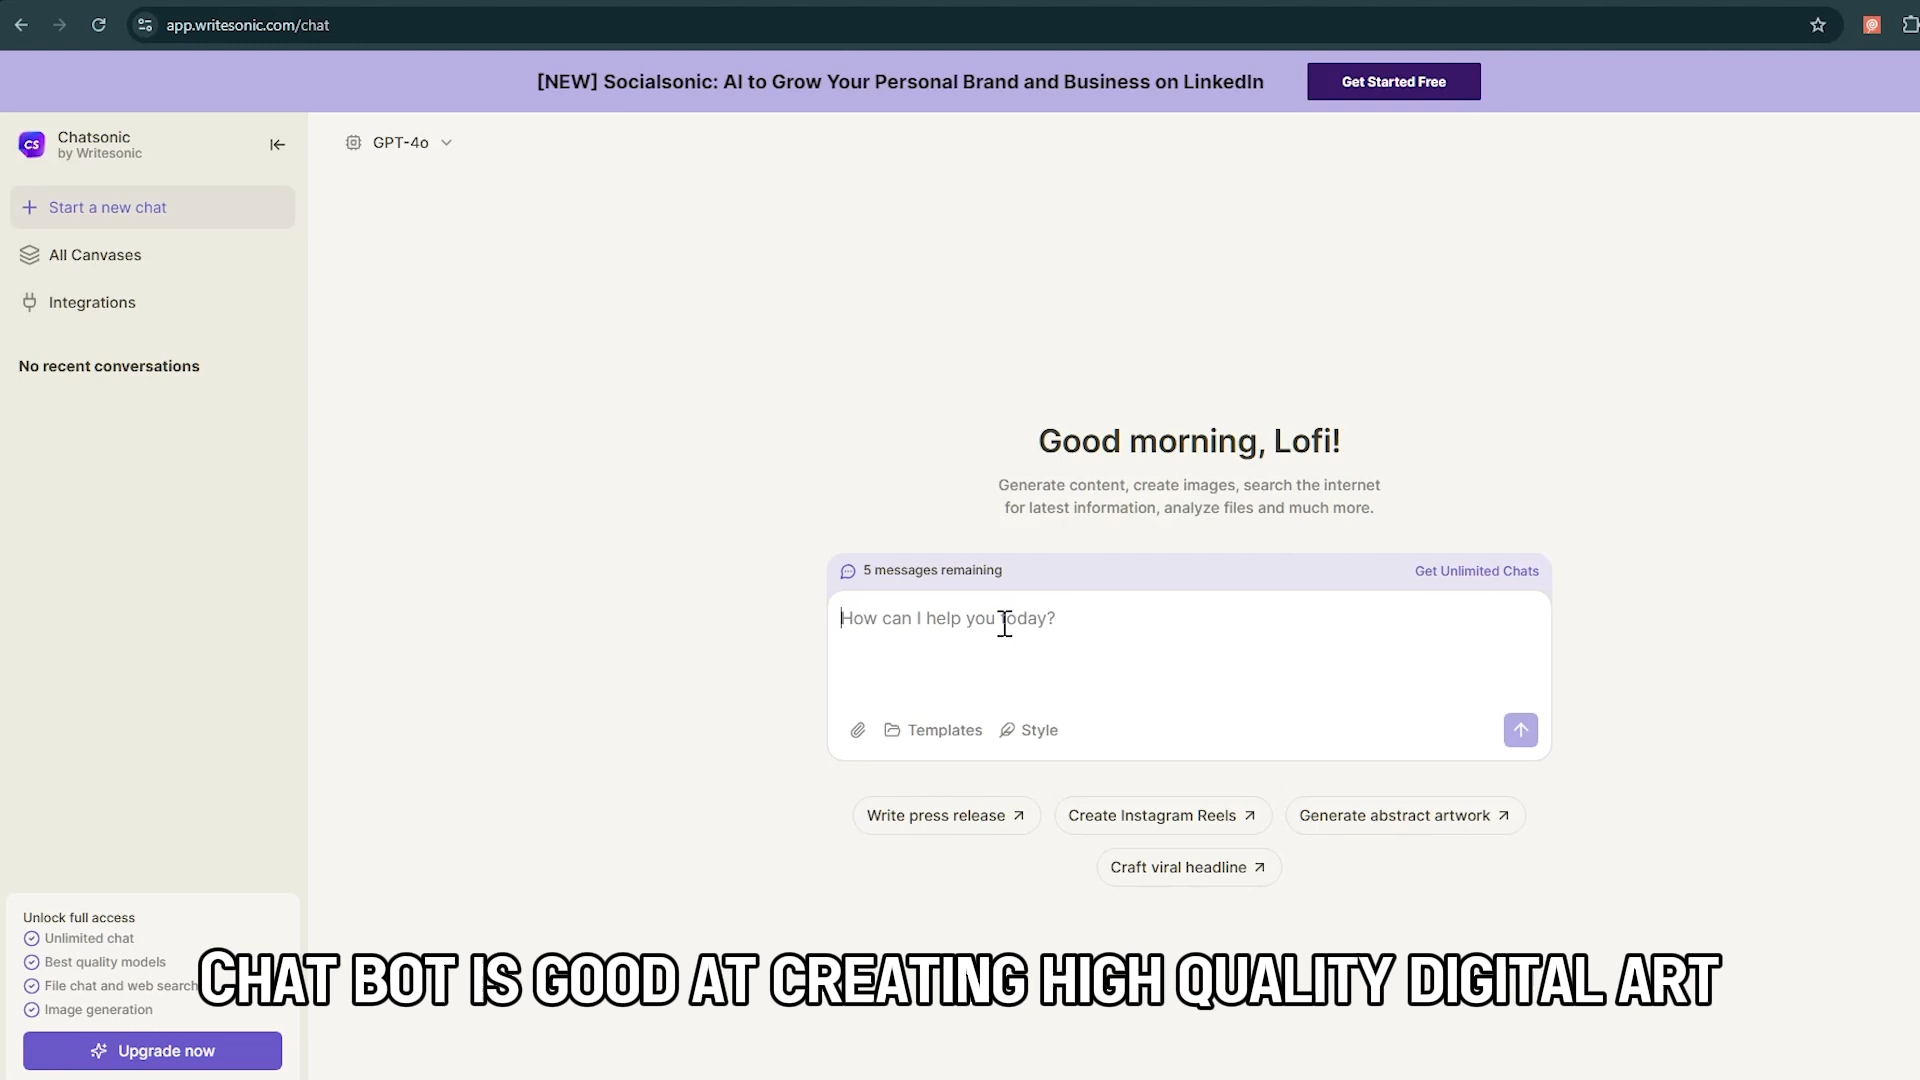 app.writesonic.com/chat
[NEW] Socialsonic: AI to Grow Your Personal Brand and Business on LinkedIn
Get Started Free
CS
Chatsonic
by Writesonic
GPT-4o
Start a new chat
All Canvases
Integrations
No recent conversations
Good morning, Lofi!
Generate content, create images, search the internet
for latest information, analyze files and much more.
5 messages remaining
Get Unlimited Chats
How can I help you today?
Templates
Style
Write press release
Create Instagram Reels
Generate abstract artwork
Craft viral headline
Unlock full access
Unlimited chat
Best quality models
File chat and web search
Image generation
Upgrade now
CHAT BOT IS GOOD AT CREATING HIGH QUALITY DIGITAL ART